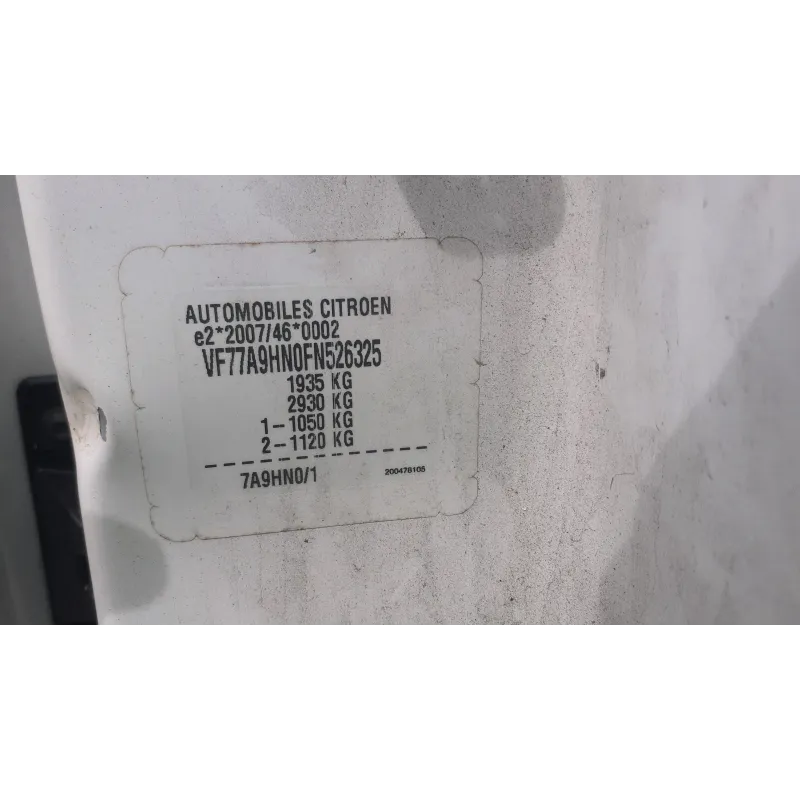 AUTOMOBILES CITROEN
e2*2007/46*0002
VF77A9HN0FN526325
1935 KG
2930 KG
1-1050 KG
2-1120 KG
7A9HN0/1
200476105